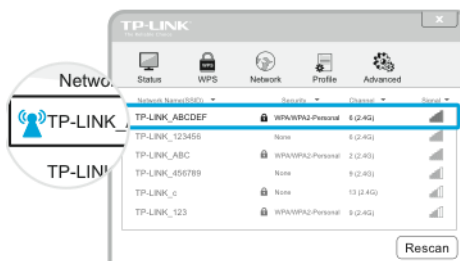 TP-LINK
The Reliable Choice
x
Status WPS Network Profile Advanced
Network Name(SSID) Security Channel Signal
TP-LINK_ABCDEF WPA/WPA2-Personal 6 (2.4G)
TP-LINK_123456 None 6 (2.4G)
TP-LINK_ABC WPA/WPA2-Personal 2 (2.4G)
TP-LINK_456789 None 9 (2.4G)
TP-LINK_c None 13 (2.4G)
TP-LINK_123 WPA/WPA2-Personal 9 (2.4G)
Rescan
Netwo
TP-LINK_
TP-LIN